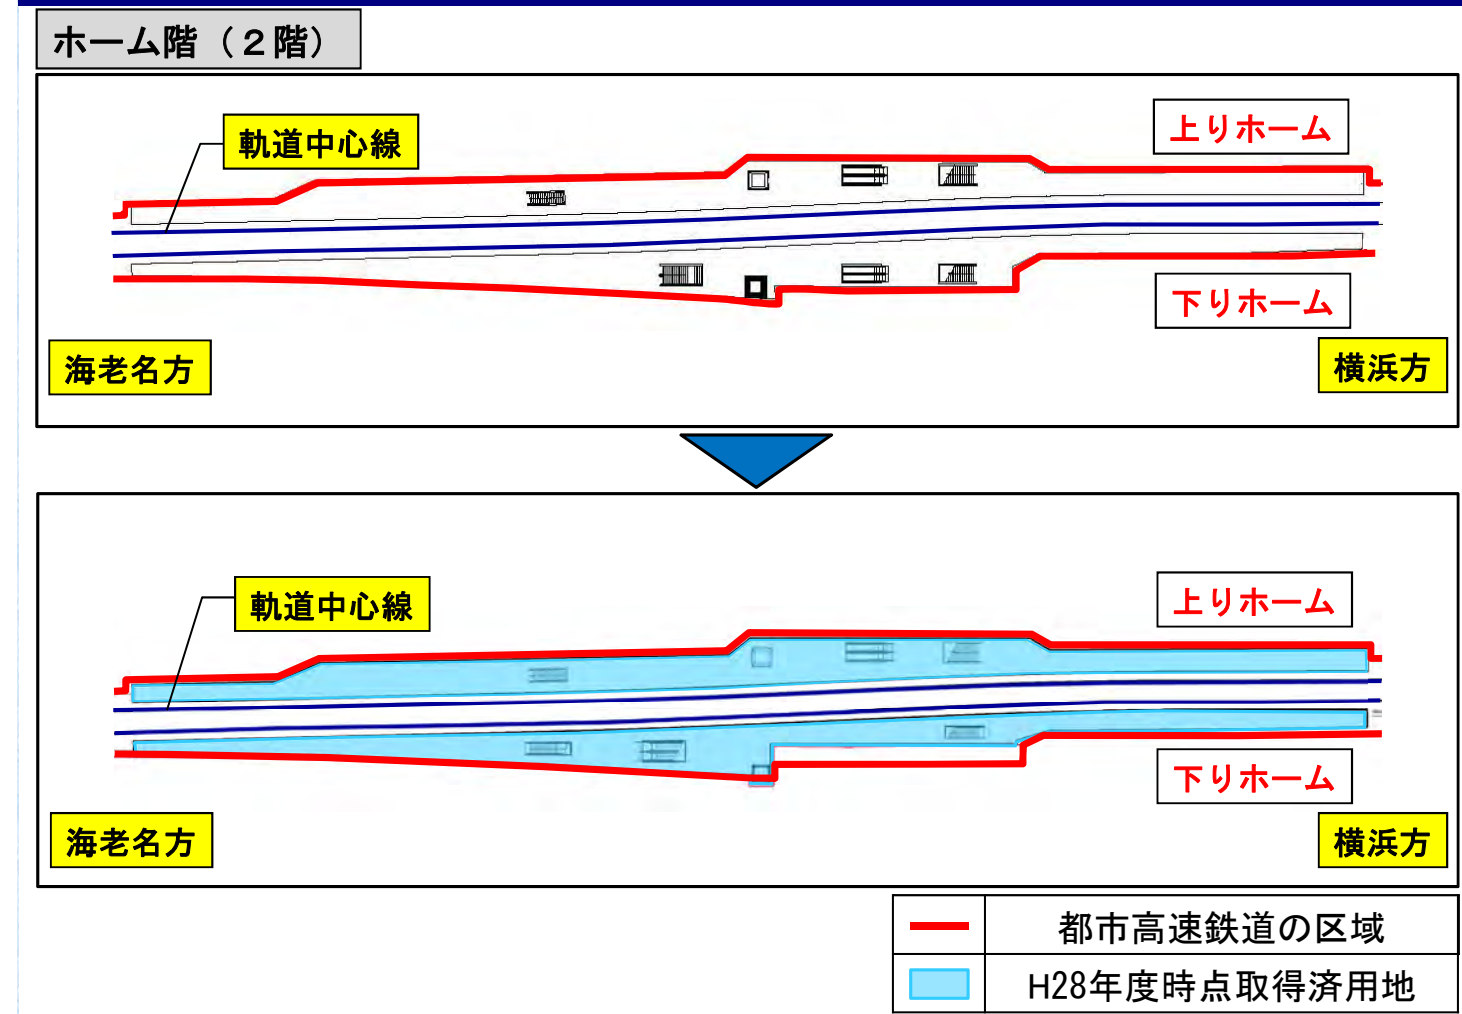 ホーム階（２階）
軌道中心線
上りホーム
下りホーム
海老名方
横浜方
軌道中心線
上りホーム
下りホーム
海老名方
横浜方
都市高速鉄道の区域
H28年度時点取得済用地